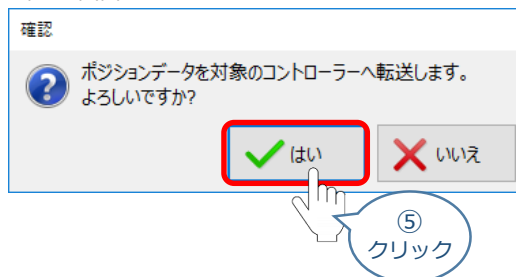 確認
ポジションデータを対象のコントローラーへ転送します。
よろしいですか?
はい
いいえ
⑤
クリック